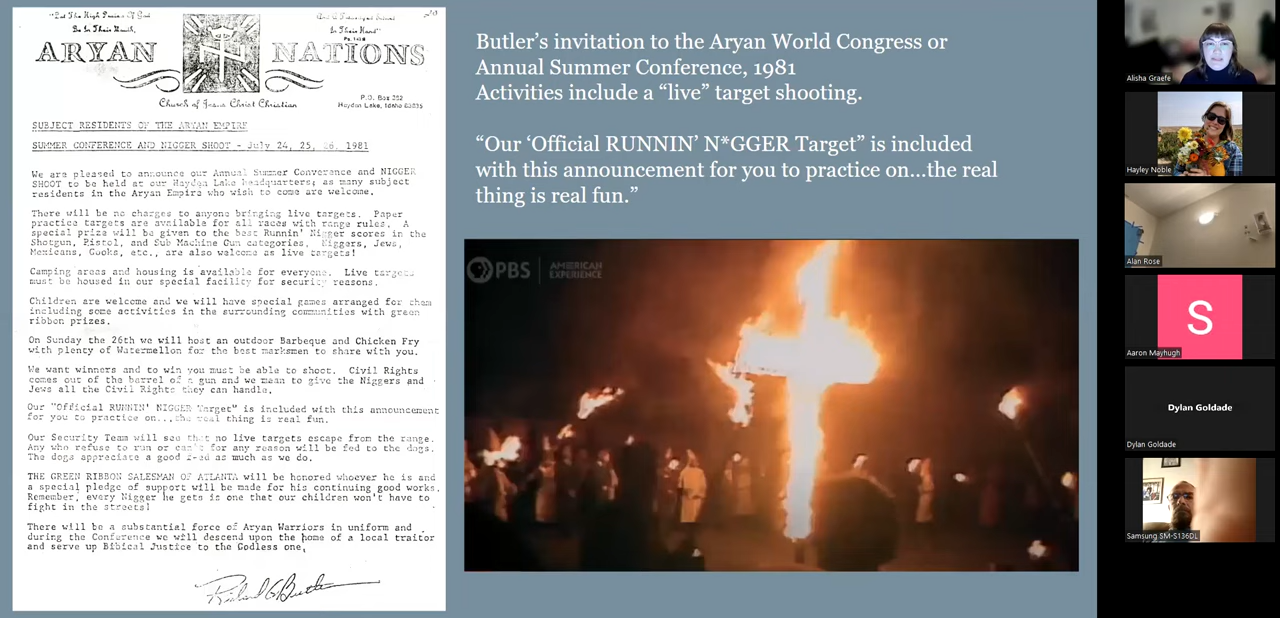 "Let The High Praise Of God
Be In Their Mouth,
And A Two-edged Sword
In Their Hand"
Ps. 149:6
ARYAN NATIONS
Church of Jesus Christ Christian
P.O. Box 362
Hayden Lake, Idaho 83835
SUBJECT RESIDENTS OF THE ARYAN EMPIRE
SUMMER CONFERENCE AND NIGGER SHOOT - July 24, 25, 26, 1981
We are pleased to announce our Annual Summer Converence and NIGGER
SHOOT to be held at our Hayden Lake headquarters; as many subject
residents in the Aryan Empire who wish to come are welcome.
There will be no charges to anyone bringing live targets. Paper
practice targets are available for all races with range rules. A
special prize will be given to the best Runnin' Nigger scores in the
Shotgun, Pistol, and Sub Machine Gun categories. Niggers, Jews,
Mexicans, Gooks, etc., are also welcome as live targets!
Camping areas and housing is available for everyone. Live targets
must be housed in our special facility for security reasons.
Children are welcome and we will have special games arranged for them
including some activities in the surrounding communities with green
ribbon prizes.
On Sunday the 26th we will host an outdoor Barbeque and Chicken Fry
with plenty of Watermellon for the best marksmen to share with you.
We want winners and to win you must be able to shoot. Civil Rights
comes out of the barrel of a gun and we mean to give the Niggers and
Jews all the Civil Rights they can handle.
Our "Official RUNNIN' NIGGER Target" is included with this announcement
for you to practice on...the real thing is real fun.
Our Security Team will see that no live targets escape from the range.
Any who refuse to run or can't for any reason will be fed to the dogs.
The dogs appreciate a good feed as much as we do.
THE GREEN RIBBON SALESMAN OF ATLANTA will be honored whoever he is and
a special pledge of support will be made for his continuing good works.
Remember, every Nigger he gets is one that our children won't have to
fight in the streets!
There will be a substantial force of Aryan Warriors in uniform and
during the Conference we will descend upon the home of a local traitor
and serve up Bibical Justice to the Godless one.
Richard G Butler
Butler's invitation to the Aryan World Congress or
Annual Summer Conference, 1981
Activities include a "live" target shooting.
"Our 'Official RUNNIN' N*GGER Target" is included
with this announcement for you to practice on...the real
thing is real fun."
PBS AMERICAN
EXPERIENCE
Alisha Graefe
Hayley Noble
Alan Rose
S
Aaron Mayhugh
Dylan Goldade
Dylan Goldade
Samsung SM-S136DL